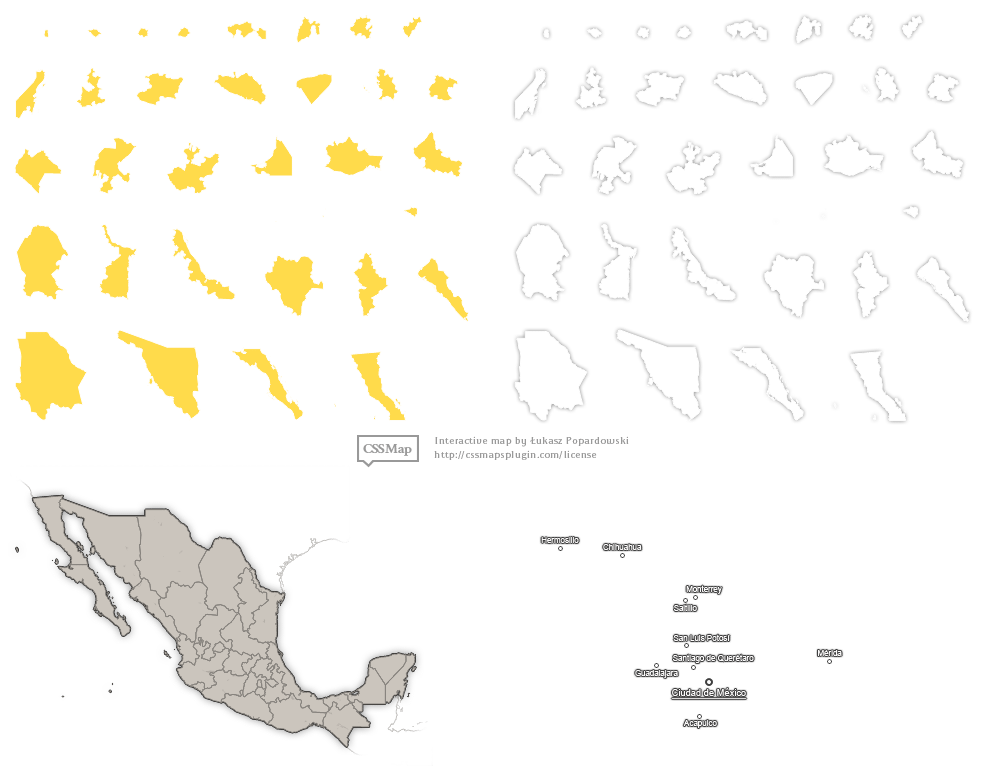 CSSMap
Interactive map by Łukasz Popardowski
http://cssmapsplugin.com/license
Hermosillo
Chihuahua
Monterrey
Saltillo
San Luis Potosí
Santiago de Querétaro
Mérida
Guadalajara
Ciudad de México
Acapulco